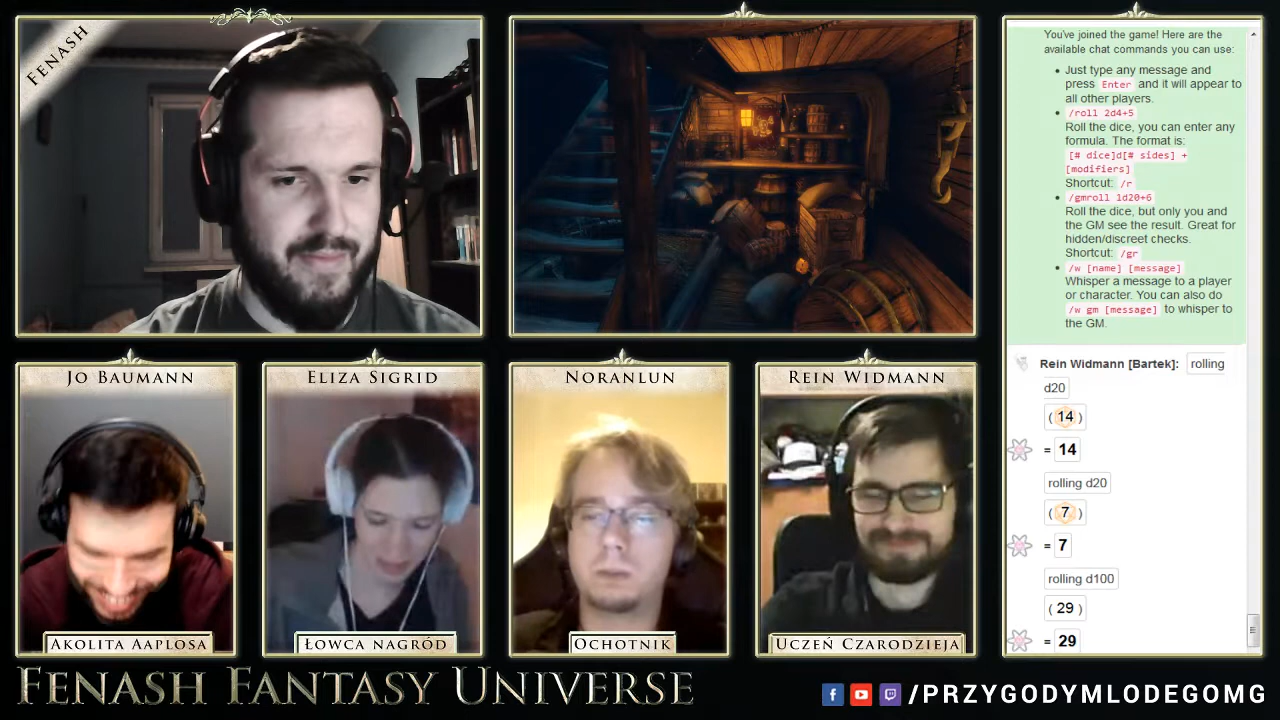 FENASH
You've joined the game! Here are the
available chat commands you can use:
Just type any message and
press Enter and it will appear to
all other players.
/roll 2d4+5
Roll the dice, you can enter any
formula. The format is:
[# dice]d[# sides] +
[modifiers]
Shortcut: /r
/gmroll 1d20+6
Roll the dice, but only you and
the GM see the result. Great for
hidden/discreet checks.
Shortcut: /gr
/w [name] [message]
Whisper a message to a player
or character. You can also do
/w gm [message] to whisper to
the GM.
Rein Widmann [Bartek]: rolling
d20
(14)
= 14
rolling d20
(7)
= 7
rolling d100
(29)
= 29
JO BAUMANN
AKOLITA AAPLOSA
ELIZA SIGRID
ŁOWCA NAGRÓD
NORANLUN
OCHOTNIK
REIN WIDMANN
UCZEŃ CZARODZIEJA
FENASH FANTASY UNIVERSE
/PRZYGODYMLODEGOMG